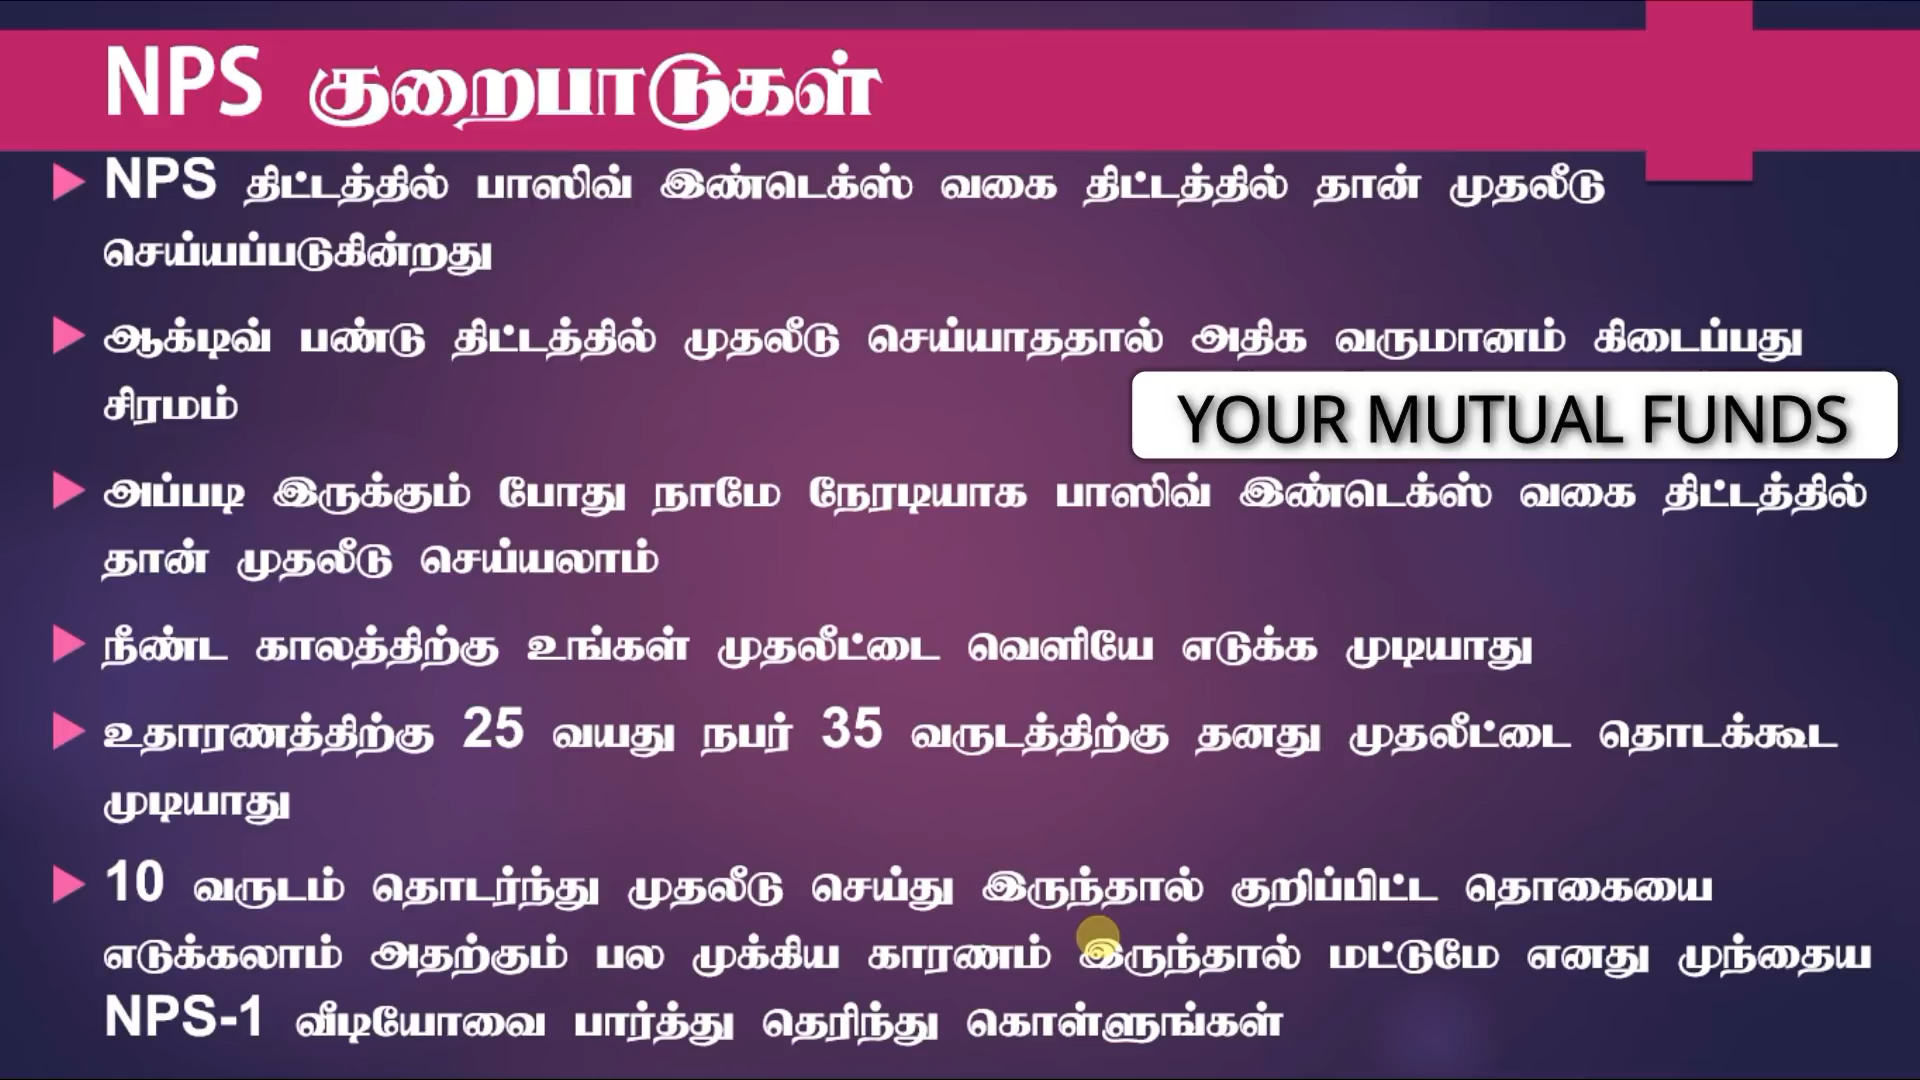 NPS குறைபாடுகள்
NPS திட்டத்தில் பாஸிவ் இண்டெக்ஸ் வகை திட்டத்தில் தான் முதலீடு
செய்யப்படுகின்றது
ஆக்டிவ் பண்டு திட்டத்தில் முதலீடு செய்யாததால் அதிக வருமானம் கிடைப்பது
சிரமம்
YOUR MUTUAL FUNDS
அப்படி இருக்கும் போது நாமே நேரடியாக பாஸிவ் இண்டெக்ஸ் வகை திட்டத்தில்
தான் முதலீடு செய்யலாம்
நீண்ட காலத்திற்கு உங்கள் முதலீட்டை வெளியே எடுக்க முடியாது
உதாரணத்திற்கு 25 வயது நபர் 35 வருடத்திற்கு தனது முதலீட்டை தொடக்கூட
முடியாது
10 வருடம் தொடர்ந்து முதலீடு செய்து இருந்தால் குறிப்பிட்ட தொகையை
எடுக்கலாம் அதற்கும் பல முக்கிய காரணம் இருந்தால் மட்டுமே எனது முந்தைய
NPS-1 வீடியோவை பார்த்து தெரிந்து கொள்ளுங்கள்